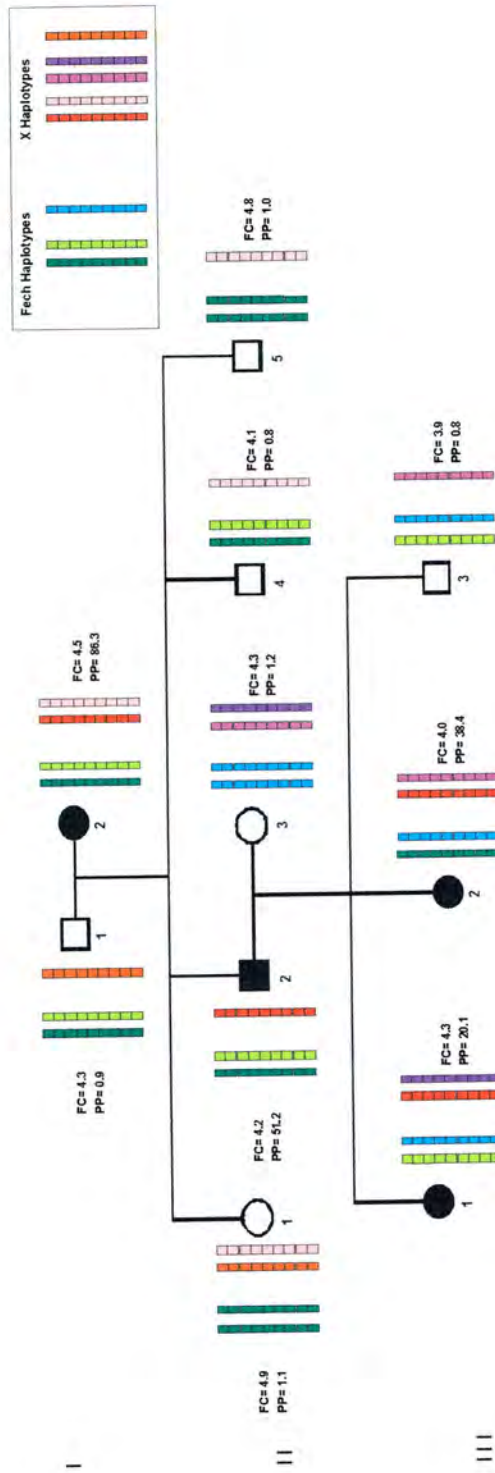 Fech Haplotypes
X Haplotypes
I
FC= 4.3
PP= 0.9
1
2
FC= 4.5
PP= 86.3
II
FC= 4.9
PP= 1.1
1
FC= 4.2
PP= 51.2
2
3
FC= 4.3
PP= 1.2
4
FC= 4.1
PP= 0.8
5
FC= 4.8
PP= 1.0
III
1
FC= 4.3
PP= 20.1
2
FC= 4.0
PP= 38.4
3
FC= 3.9
PP= 0.8